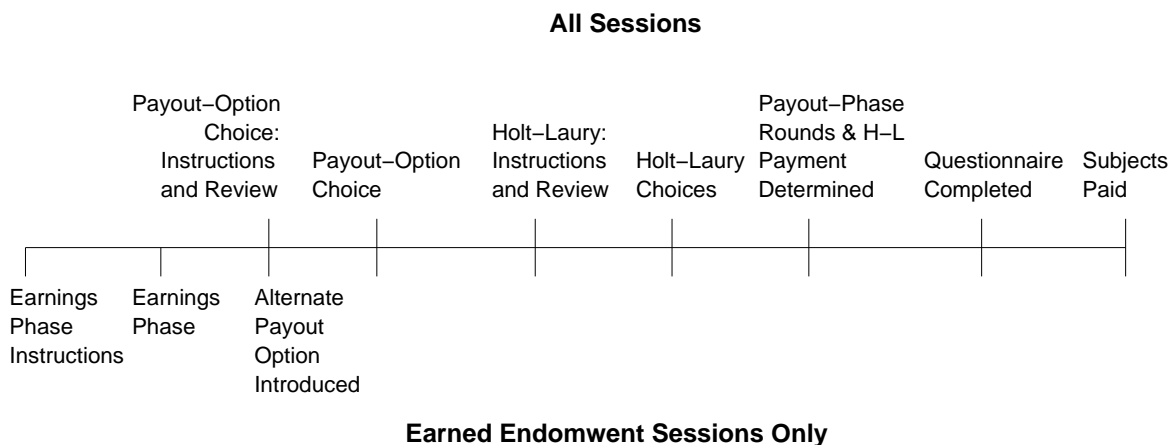 All Sessions
Payout−Option
Choice:
Instructions
and Review
Payout−Option
Choice
Holt−Laury:
Instructions
and Review
Holt−Laury
Choices
Payout−Phase
Rounds & H−L
Payment
Determined
Questionnaire
Completed
Subjects
Paid
Earnings
Phase
Instructions
Earnings
Phase
Alternate
Payout
Option
Introduced
Earned Endomwent Sessions Only